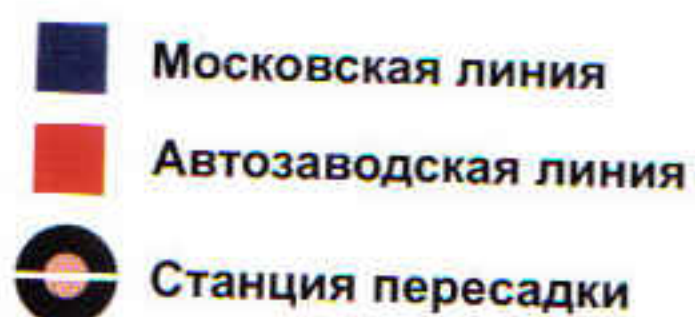 Московская линия
Автозаводская линия
Станция пересадки